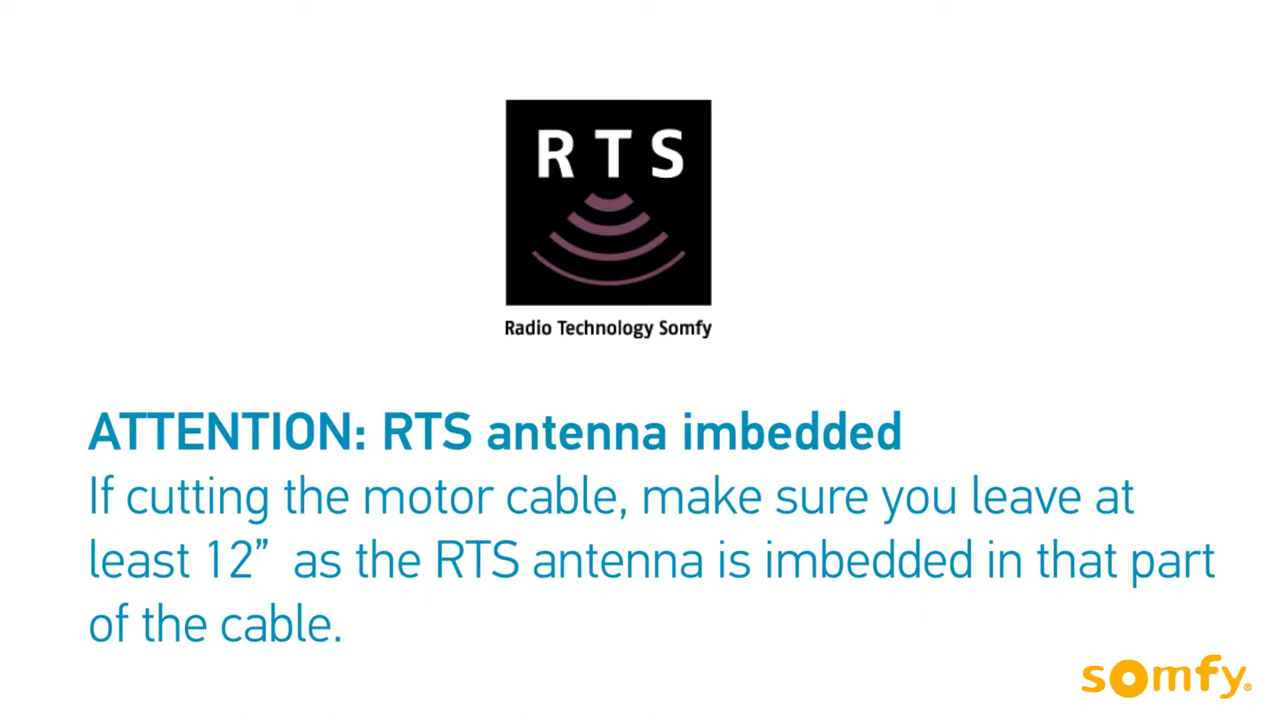 RTS
Radio Technology Somfy
ATTENTION: RTS antenna imbedded
If cutting the motor cable, make sure you leave at
least 12”  as the RTS antenna is imbedded in that part
of the cable.
somfy®